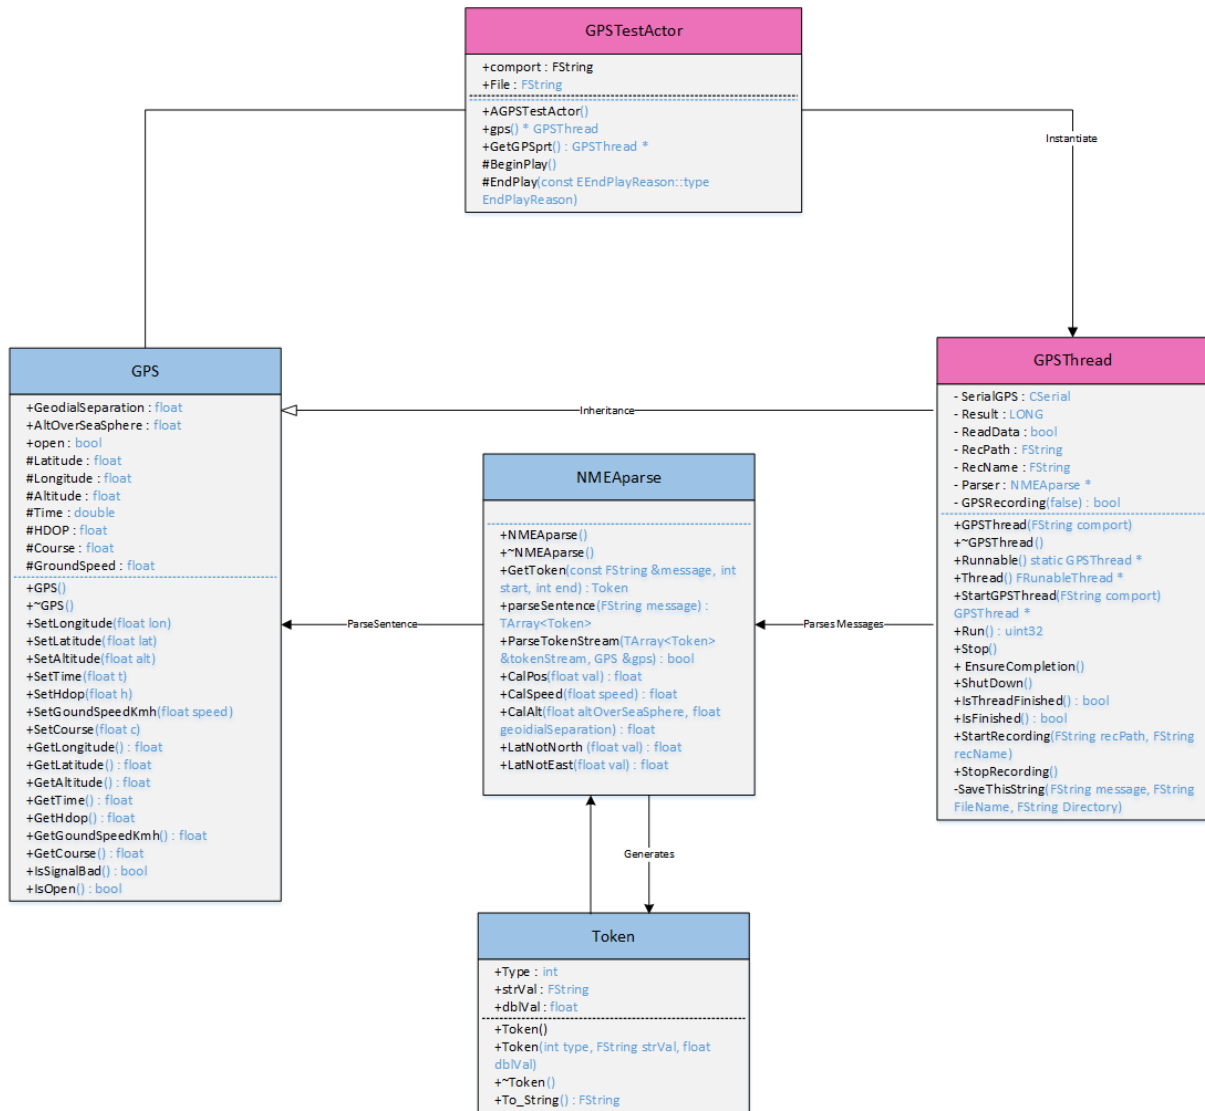 GPSTestActor
+comport : FString
+File : FString
+AGPSTestActor()
+gps() * GPSThread
+GetGPSprt() : GPSThread *
#BeginPlay()
#EndPlay(const EEndPlayReason::type
EndPlayReason)
Instantiate
GPS
+GeodialSeparation : float
+AltOverSeaSphere : float
+open : bool
#Latitude : float
#Longitude : float
#Altitude : float
#Time : double
#HDOP : float
#Course : float
#GroundSpeed : float
+GPS()
+~GPS()
+SetLongitude(float lon)
+SetLatitude(float lat)
+SetAltitude(float alt)
+SetTime(float t)
+SetHdop(float h)
+SetGoundSpeedKmh(float speed)
+SetCourse(float c)
+GetLongitude() : float
+GetLatitude() : float
+GetAltitude() : float
+GetTime() : float
+GetHdop() : float
+GetGoundSpeedKmh() : float
+GetCourse() : float
+IsSignalBad() : bool
+IsOpen() : bool
Inheritance
ParseSentence
NMEAparse
+NMEAparse()
+~NMEAparse()
+GetToken(const FString &message, int
start, int end) : Token
+parseSentence(FString message) :
TArray<Token>
+ParseTokenStream(TArray<Token>
&tokenStream, GPS &gps) : bool
+CalPos(float val) : float
+CalSpeed(float speed) : float
+CalAlt(float altOverSeaSphere, float
geoidialSeparation) : float
+LatNotNorth (float val) : float
+LatNotEast(float val) : float
Parses Messages
GPSThread
- SerialGPS : CSerial
- Result : LONG
- ReadData : bool
- RecPath : FString
- RecName : FString
- Parser : NMEAparse *
- GPSRecording(false) : bool
+GPSThread(FString comport)
+~GPSThread()
+Runnable() static GPSThread *
+Thread() FRunableThread *
+StartGPSThread(FString comport)
GPSThread *
+Run() : uint32
+Stop()
+ EnsureCompletion()
+ShutDown()
+IsThreadFinished() : bool
+IsFinished() : bool
+StartRecording(FString recPath, FString
recName)
+StopRecording()
-SaveThisString(FString message, FString
FileName, FString Directory)
Generates
Token
+Type : int
+strVal : FString
+dblVal : float
+Token()
+Token(int type, FString strVal, float
dblVal)
+~Token()
+To_String() : FString